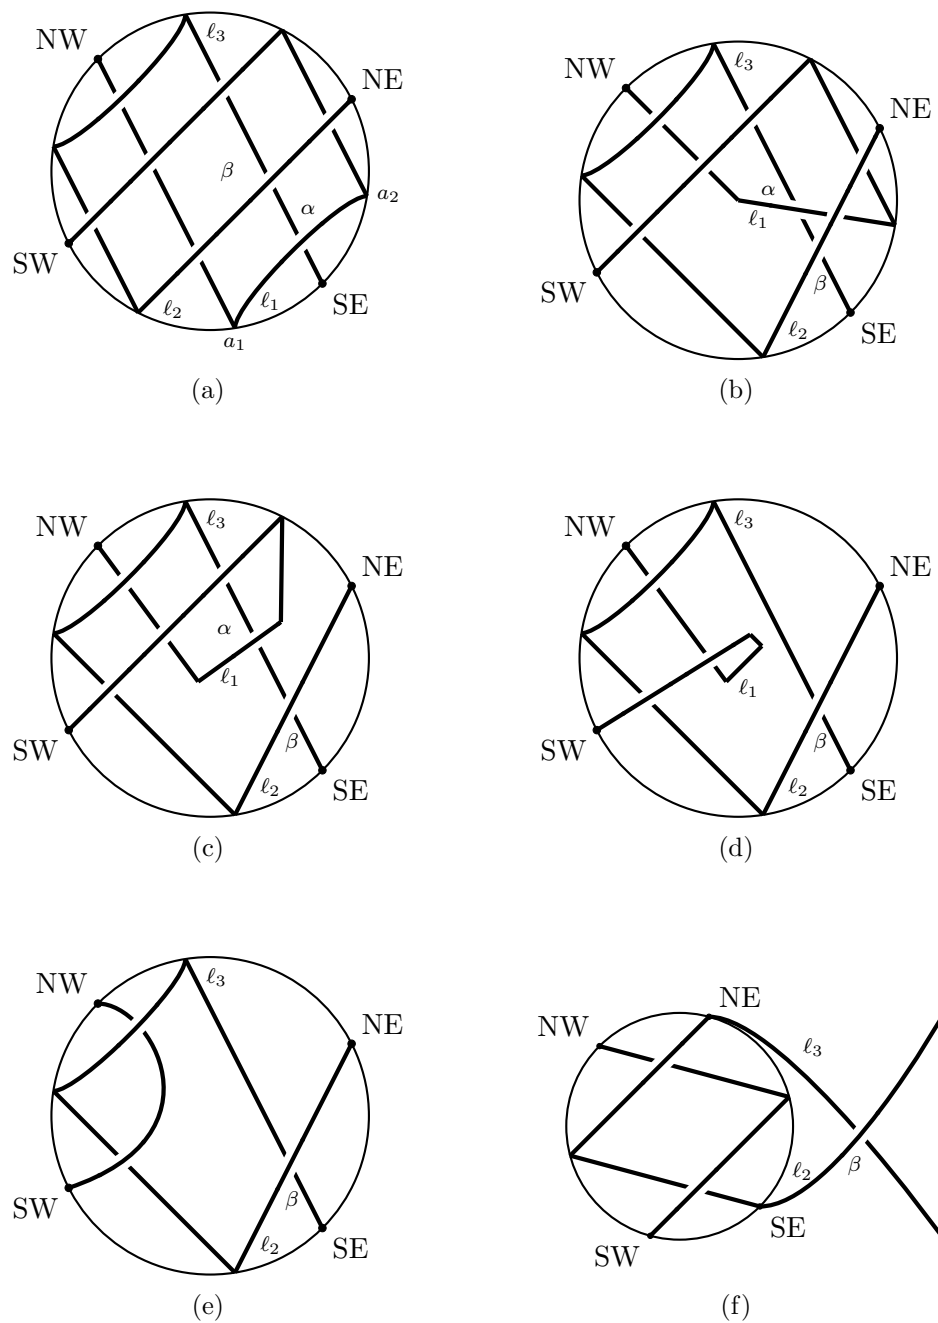 NW
ℓ3
NE
β
α
a2
SW
ℓ2
ℓ1
SE
a1
(a)
NW
ℓ3
NE
α
ℓ1
SW
β
ℓ2
SE
(b)
NW
ℓ3
NE
α
ℓ1
SW
β
ℓ2
SE
(c)
NW
ℓ3
NE
ℓ1
SW
β
ℓ2
SE
(d)
NW
ℓ3
NE
SW
β
ℓ2
SE
(e)
NE
NW
ℓ3
ℓ2
β
SE
SW
(f)